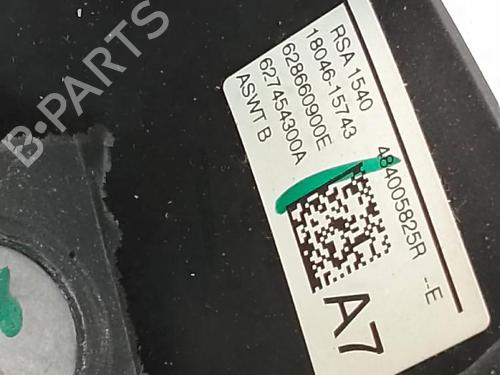 B-PARTS
RSA 1540
18046-15743
628660900E
627454300A
ASWT B
484005825R --E
A7